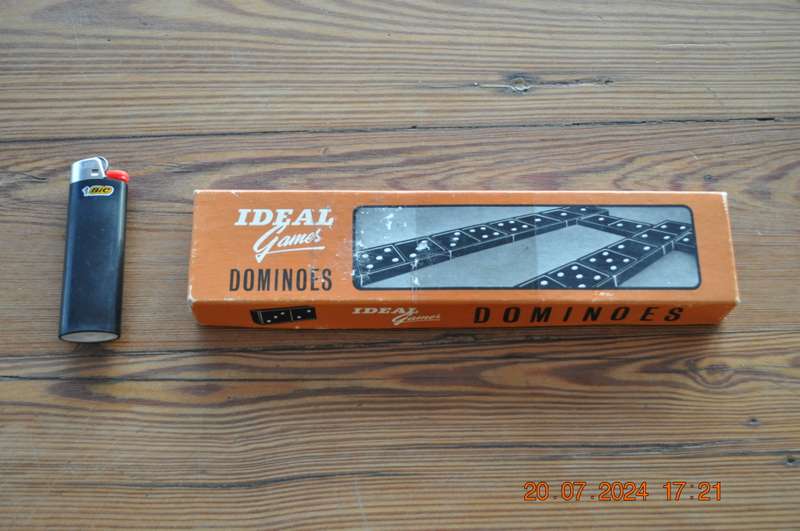 BIC
IDEAL
Games
DOMINOES
IDEAL
Games
DOMINOES
20.07.2024 17:21